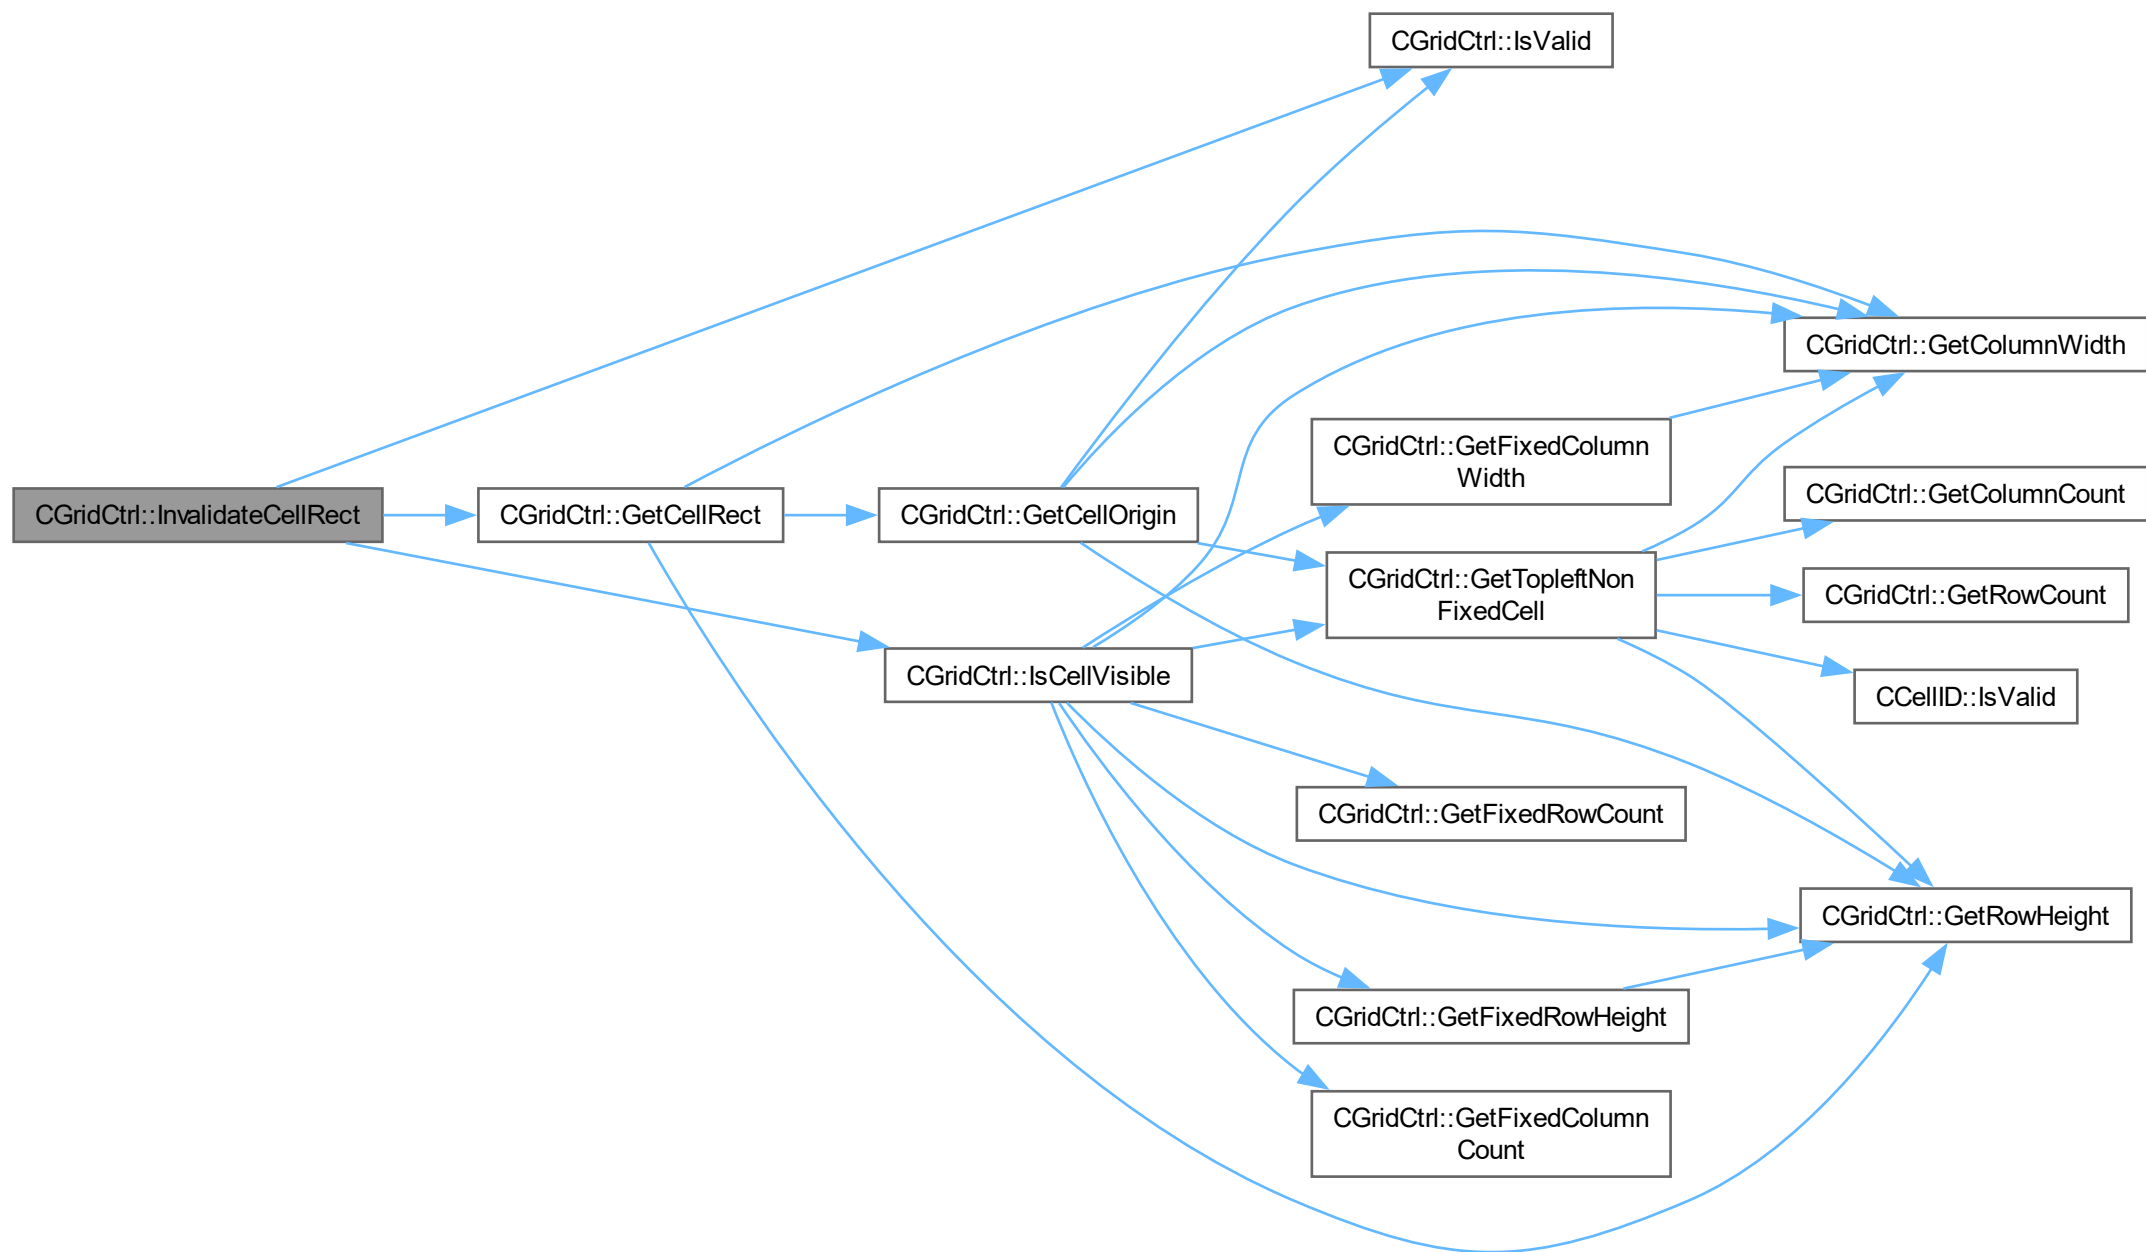 CGridCtrl::IsValid
CGridCtrl::GetColumnWidth
CGridCtrl::GetFixedColumn
Width
CGridCtrl::GetColumnCount
CGridCtrl::InvalidateCellRect
CGridCtrl::GetCellRect
CGridCtrl::GetCellOrigin
CGridCtrl::GetTopleftNon
FixedCell
CGridCtrl::GetRowCount
CGridCtrl::IsCellVisible
CCellID::IsValid
CGridCtrl::GetFixedRowCount
CGridCtrl::GetRowHeight
CGridCtrl::GetFixedRowHeight
CGridCtrl::GetFixedColumn
Count